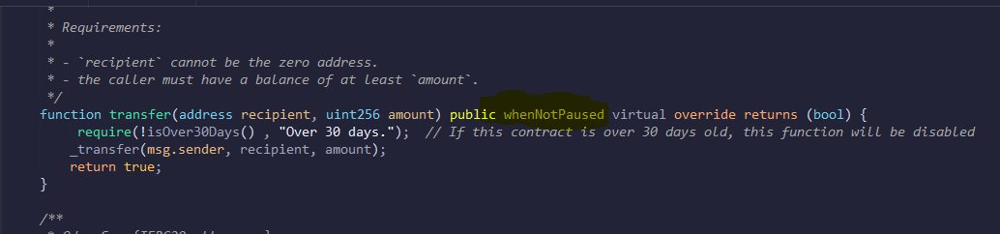 *
* Requirements:
*
* - `recipient` cannot be the zero address.
* - the caller must have a balance of at least `amount`.
*/
function transfer(address recipient, uint256 amount) public whenNotPaused virtual override returns (bool) {
require(!isOver30Days() , "Over 30 days."); // If this contract is over 30 days old, this function will be disabled
_transfer(msg.sender, recipient, amount);
return true;
}
/**